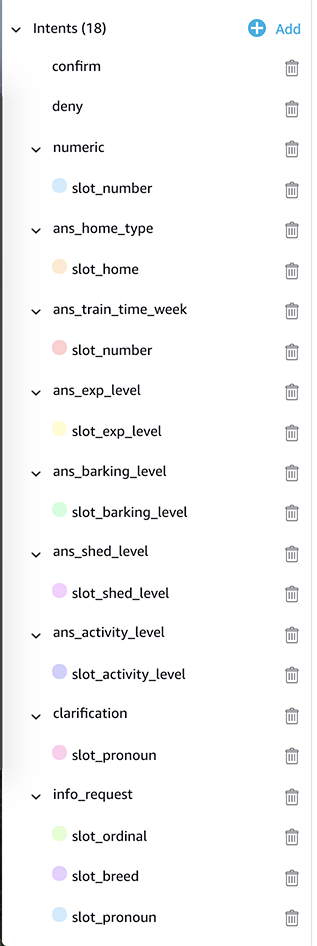 Intents (18) Add
confirm
deny
numeric
slot_number
ans_home_type
slot_home
ans_train_time_week
slot_number
ans_exp_level
slot_exp_level
ans_barking_level
slot_barking_level
ans_shed_level
slot_shed_level
ans_activity_level
slot_activity_level
clarification
slot_pronoun
info_request
slot_ordinal
slot_breed
slot_pronoun